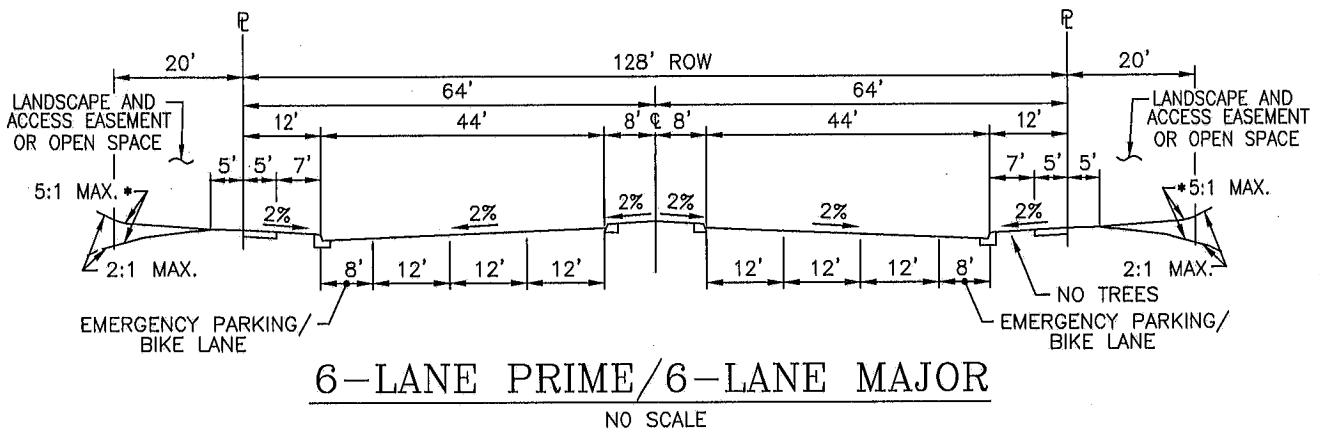 PL PL
20' 128' ROW 20'
64' 64'
LANDSCAPE AND
ACCESS EASEMENT
OR OPEN SPACE
12' 44' 8' CL 8' 44' 12'
LANDSCAPE AND
ACCESS EASEMENT
OR OPEN SPACE
5' 5' 7' 7' 5' 5'
5:1 MAX.* *5:1 MAX.
2% 2% 2% 2% 2% 2%
2:1 MAX. 2:1 MAX.
8' 12' 12' 12' 12' 12' 12' 8'
NO TREES
EMERGENCY PARKING/
BIKE LANE
EMERGENCY PARKING/
BIKE LANE
6-LANE PRIME/6-LANE MAJOR
NO SCALE